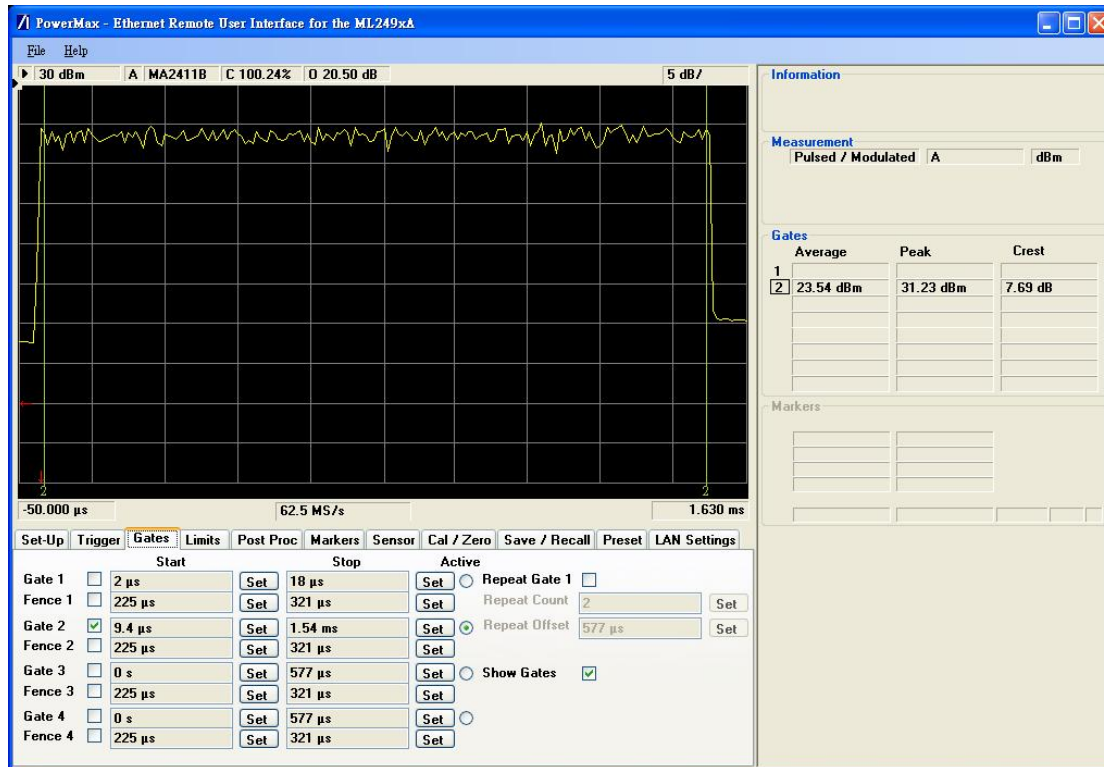 PowerMax - Ethernet Remote User Interface for the ML249xA
File Help
30 dBm A MA2411B C 100.24% O 20.50 dB 5 dB/
2 2
-50.000 µs 62.5 MS/s 1.630 ms
Set-Up Trigger Gates Limits Post Proc Markers Sensor Cal / Zero Save / Recall Preset LAN Settings
Start Stop Active
Gate 1 2 µs Set 18 µs Set Repeat Gate 1
Fence 1 225 µs Set 321 µs Set Repeat Count 2 Set
Gate 2 9.4 µs Set 1.54 ms Set Repeat Offset 577 µs Set
Fence 2 225 µs Set 321 µs Set
Gate 3 0 s Set 577 µs Set Show Gates
Fence 3 225 µs Set 321 µs Set
Gate 4 0 s Set 577 µs Set
Fence 4 225 µs Set 321 µs Set
Information
Measurement
Pulsed / Modulated A dBm
Gates
Average Peak Crest
1
2 23.54 dBm 31.23 dBm 7.69 dB
Markers